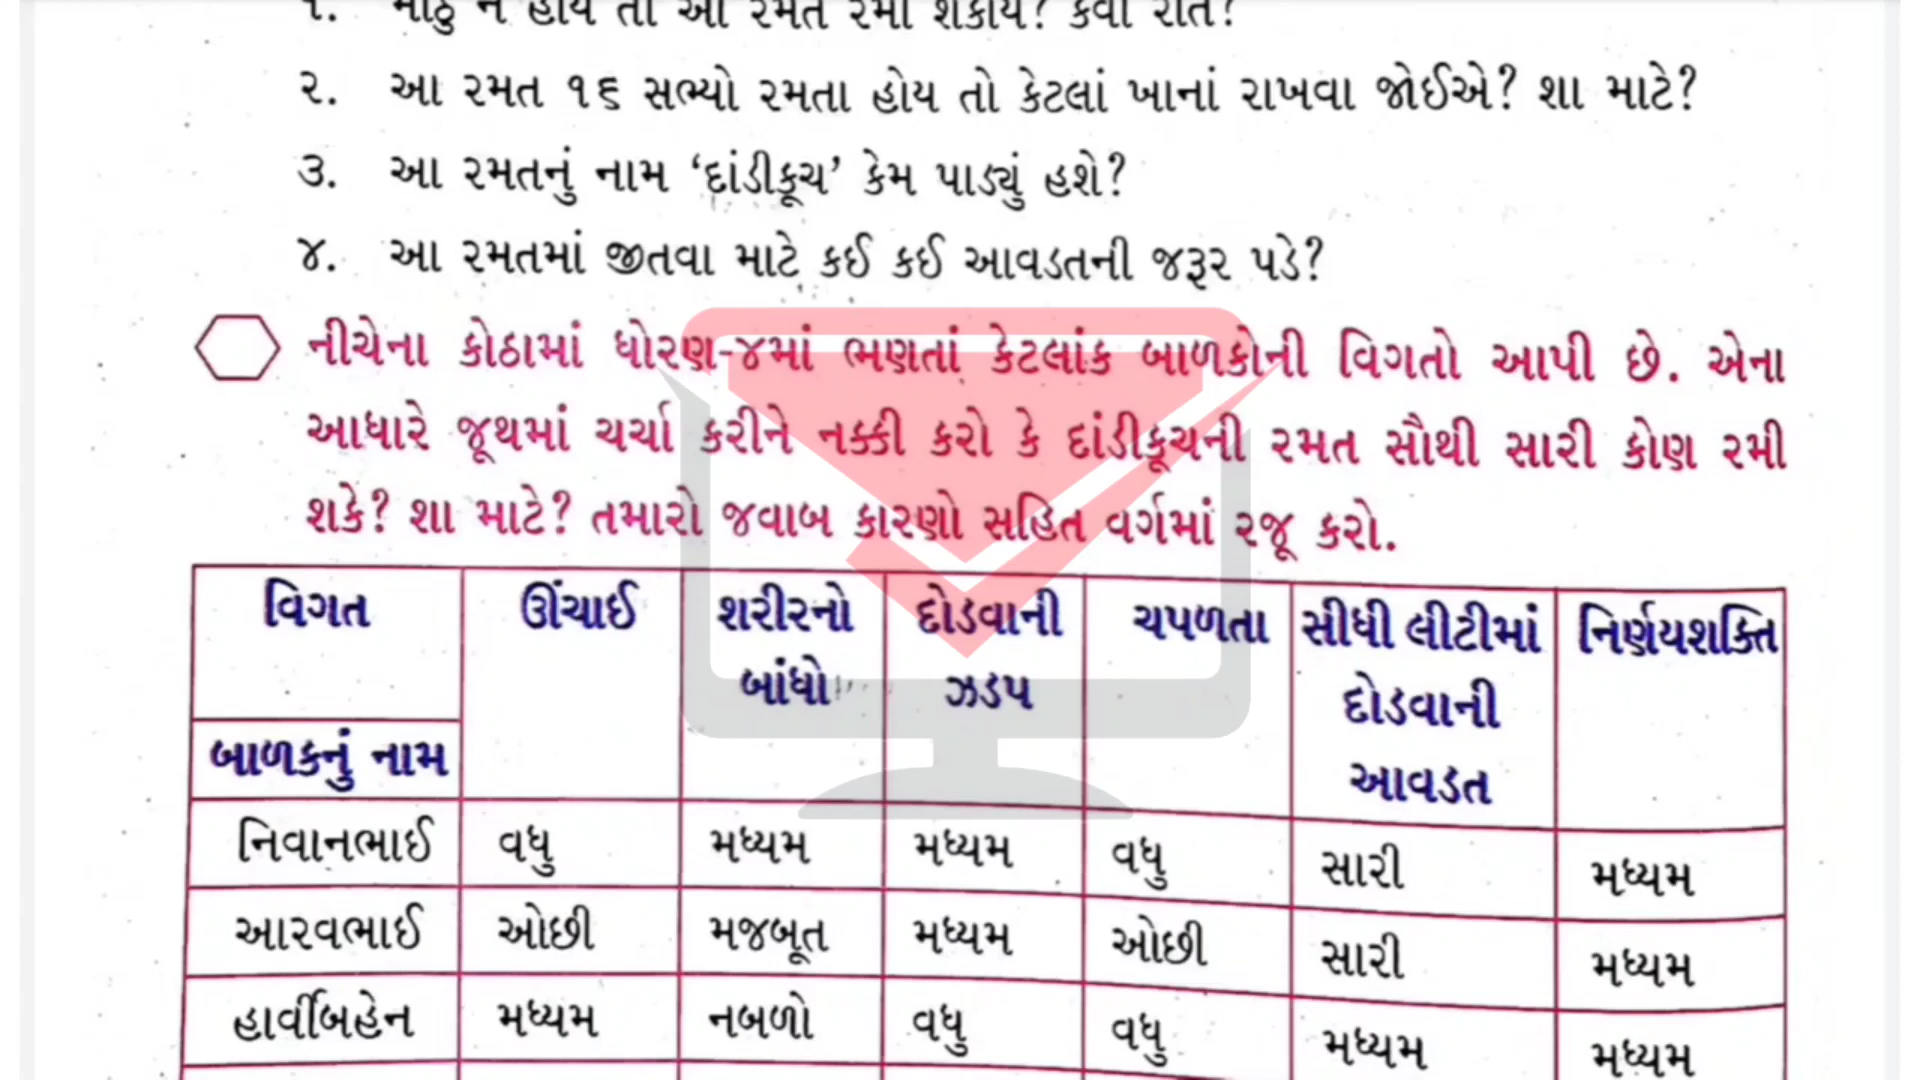 ૧. માટુ ન હોય તો આ રમત રમી શકાય? કેવી રીતે?
૨. આ રમત ૧૬ સભ્યો રમતા હોય તો કેટલાં ખાનાં રાખવા જોઈએ? શા માટે?
૩. આ રમતનું નામ ‘દાંડીકૂચ’ કેમ પાડ્યું હશે?
૪. આ રમતમાં જીતવા માટે કઈ કઈ આવડતની જરૂર પડે?
નીચેના કોઠામાં ધોરણ-૪માં ભણતાં કેટલાંક બાળકોની વિગતો આપી છે. એના
આધારે જૂથમાં ચર્ચા કરીને નક્કી કરો કે દાંડીકૂચની રમત સૌથી સારી કોણ રમી
શકે? શા માટે? તમારો જવાબ કારણો સહિત વર્ગમાં રજૂ કરો.
વિગત ઊંચાઈ શરીરનો દોડવાની ચપળતા સીધી લીટીમાં નિર્ણયશક્તિ
બાંધો ઝડપ દોડવાની
બાળકનું નામ આવડત
નિવાનભાઈ વધુ મધ્યમ મધ્યમ વધુ સારી મધ્યમ
આરવભાઈ ઓછી મજબૂત મધ્યમ ઓછી સારી મધ્યમ
હાર્વીબહેન મધ્યમ નબળો વધુ વધુ મધ્યમ મધ્યમ